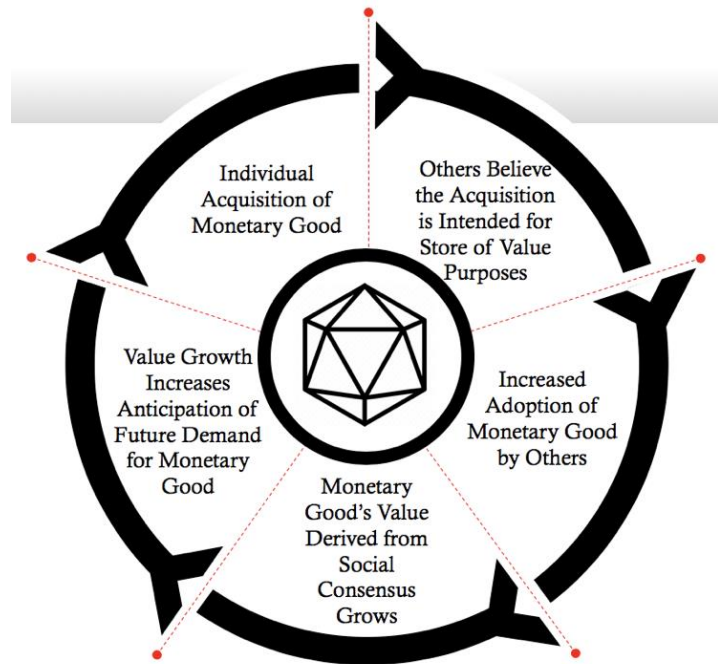 Individual
Acquisition of
Monetary Good
Others Believe
the Acquisition
is Intended for
Store of Value
Purposes
Increased
Adoption of
Monetary Good
by Others
Monetary
Good's Value
Derived from
Social
Consensus
Grows
Value Growth
Increases
Anticipation of
Future Demand
for Monetary
Good